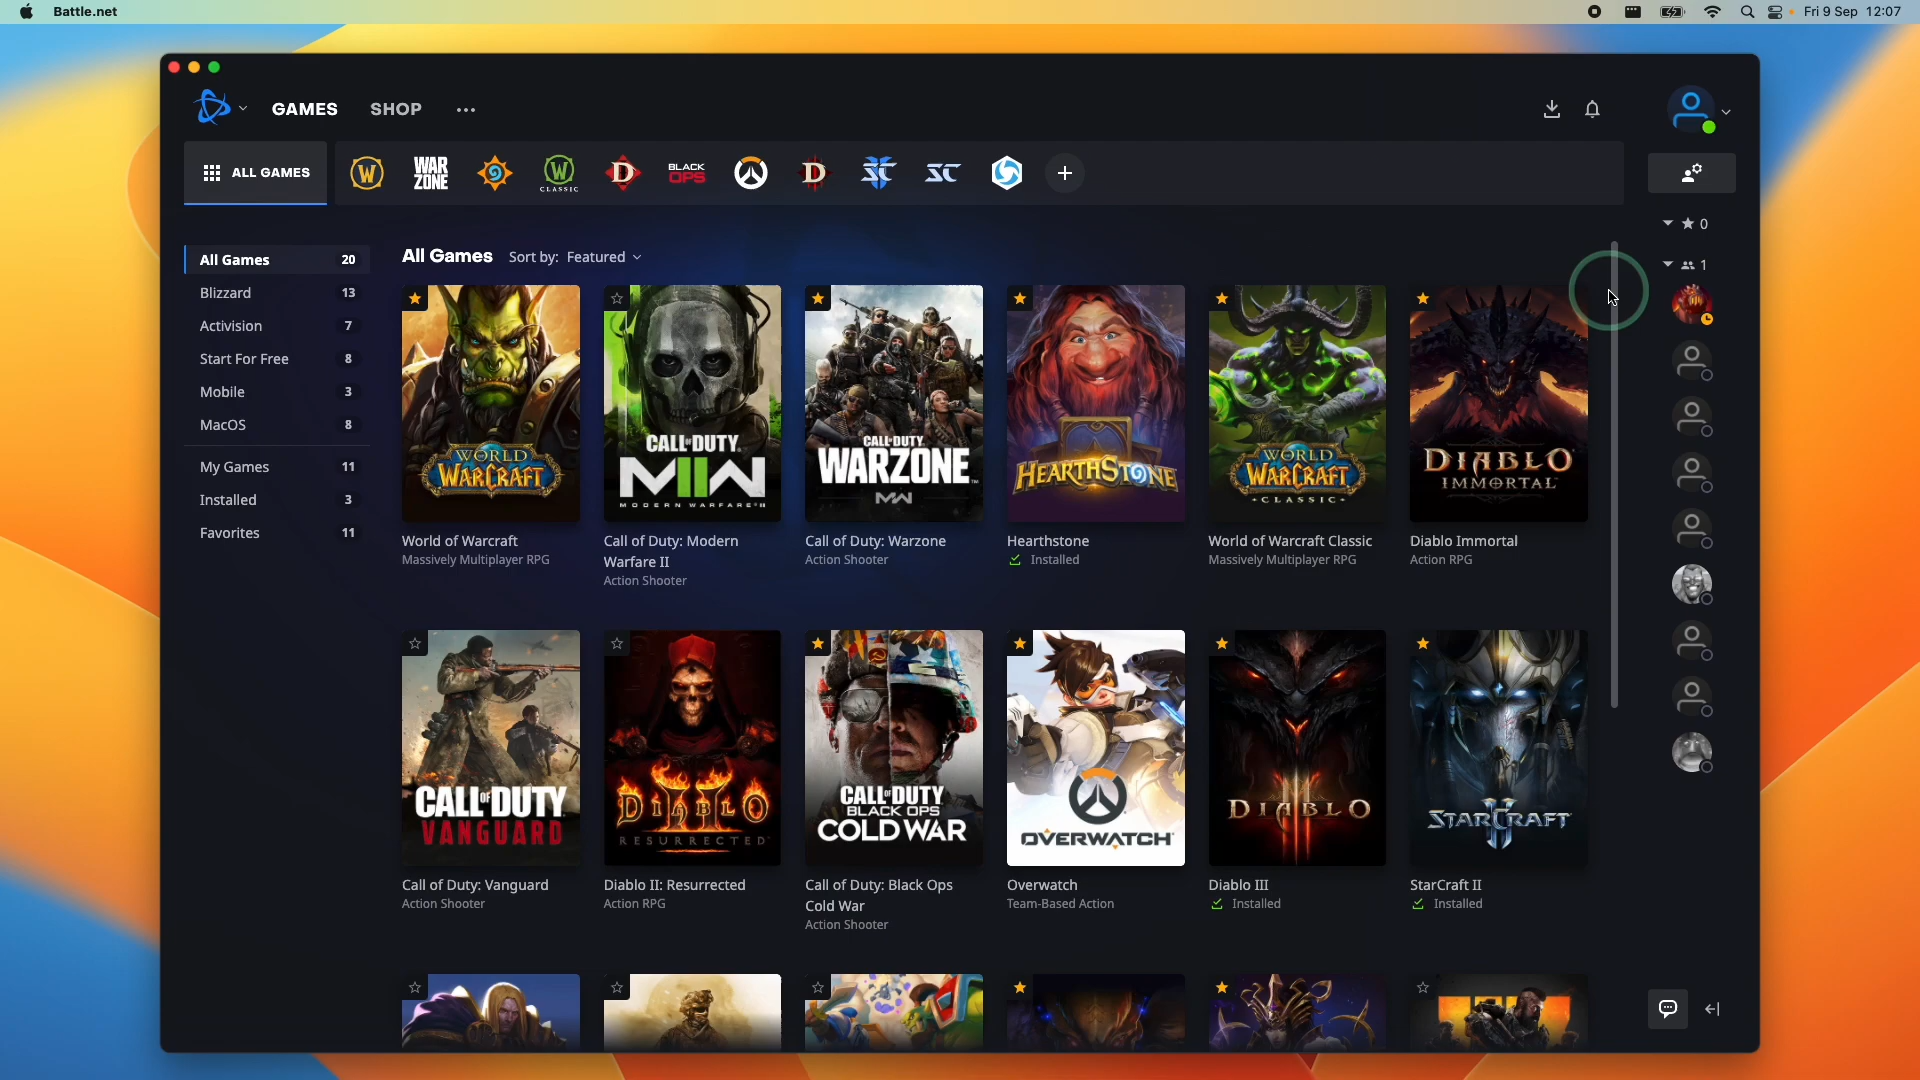 Battle.net
Fri 9 Sep 12:07
GAMES
SHOP
ALL GAMES
W
WAR
ZONE
W
CLASSIC
D
BLACK
OPS
D
SC
0
All Games 20
Blizzard 13
Activision 7
Start For Free 8
Mobile 3
MacOS 8
My Games 11
Installed 3
Favorites 11
All Games
Sort by: Featured
1
WORLD
OF
WARCRAFT
CALL OF DUTY
MWII
MODERN WARFARE II
CALL OF DUTY
WARZONE
MW
HEARTHSTONE
WORLD
OF
WARCRAFT
CLASSIC
DIABLO
IMMORTAL
World of Warcraft
Massively Multiplayer RPG
Call of Duty: Modern
Warfare II
Action Shooter
Call of Duty: Warzone
Action Shooter
Hearthstone
Installed
World of Warcraft Classic
Massively Multiplayer RPG
Diablo Immortal
Action RPG
CALL OF DUTY
VANGUARD
DIABLO
II
RESURRECTED
CALL OF DUTY
BLACK OPS
COLD WAR
OVERWATCH
DIABLO
III
STARCRAFT
II
Call of Duty: Vanguard
Action Shooter
Diablo II: Resurrected
Action RPG
Call of Duty: Black Ops
Cold War
Action Shooter
Overwatch
Team-Based Action
Diablo III
Installed
StarCraft II
Installed